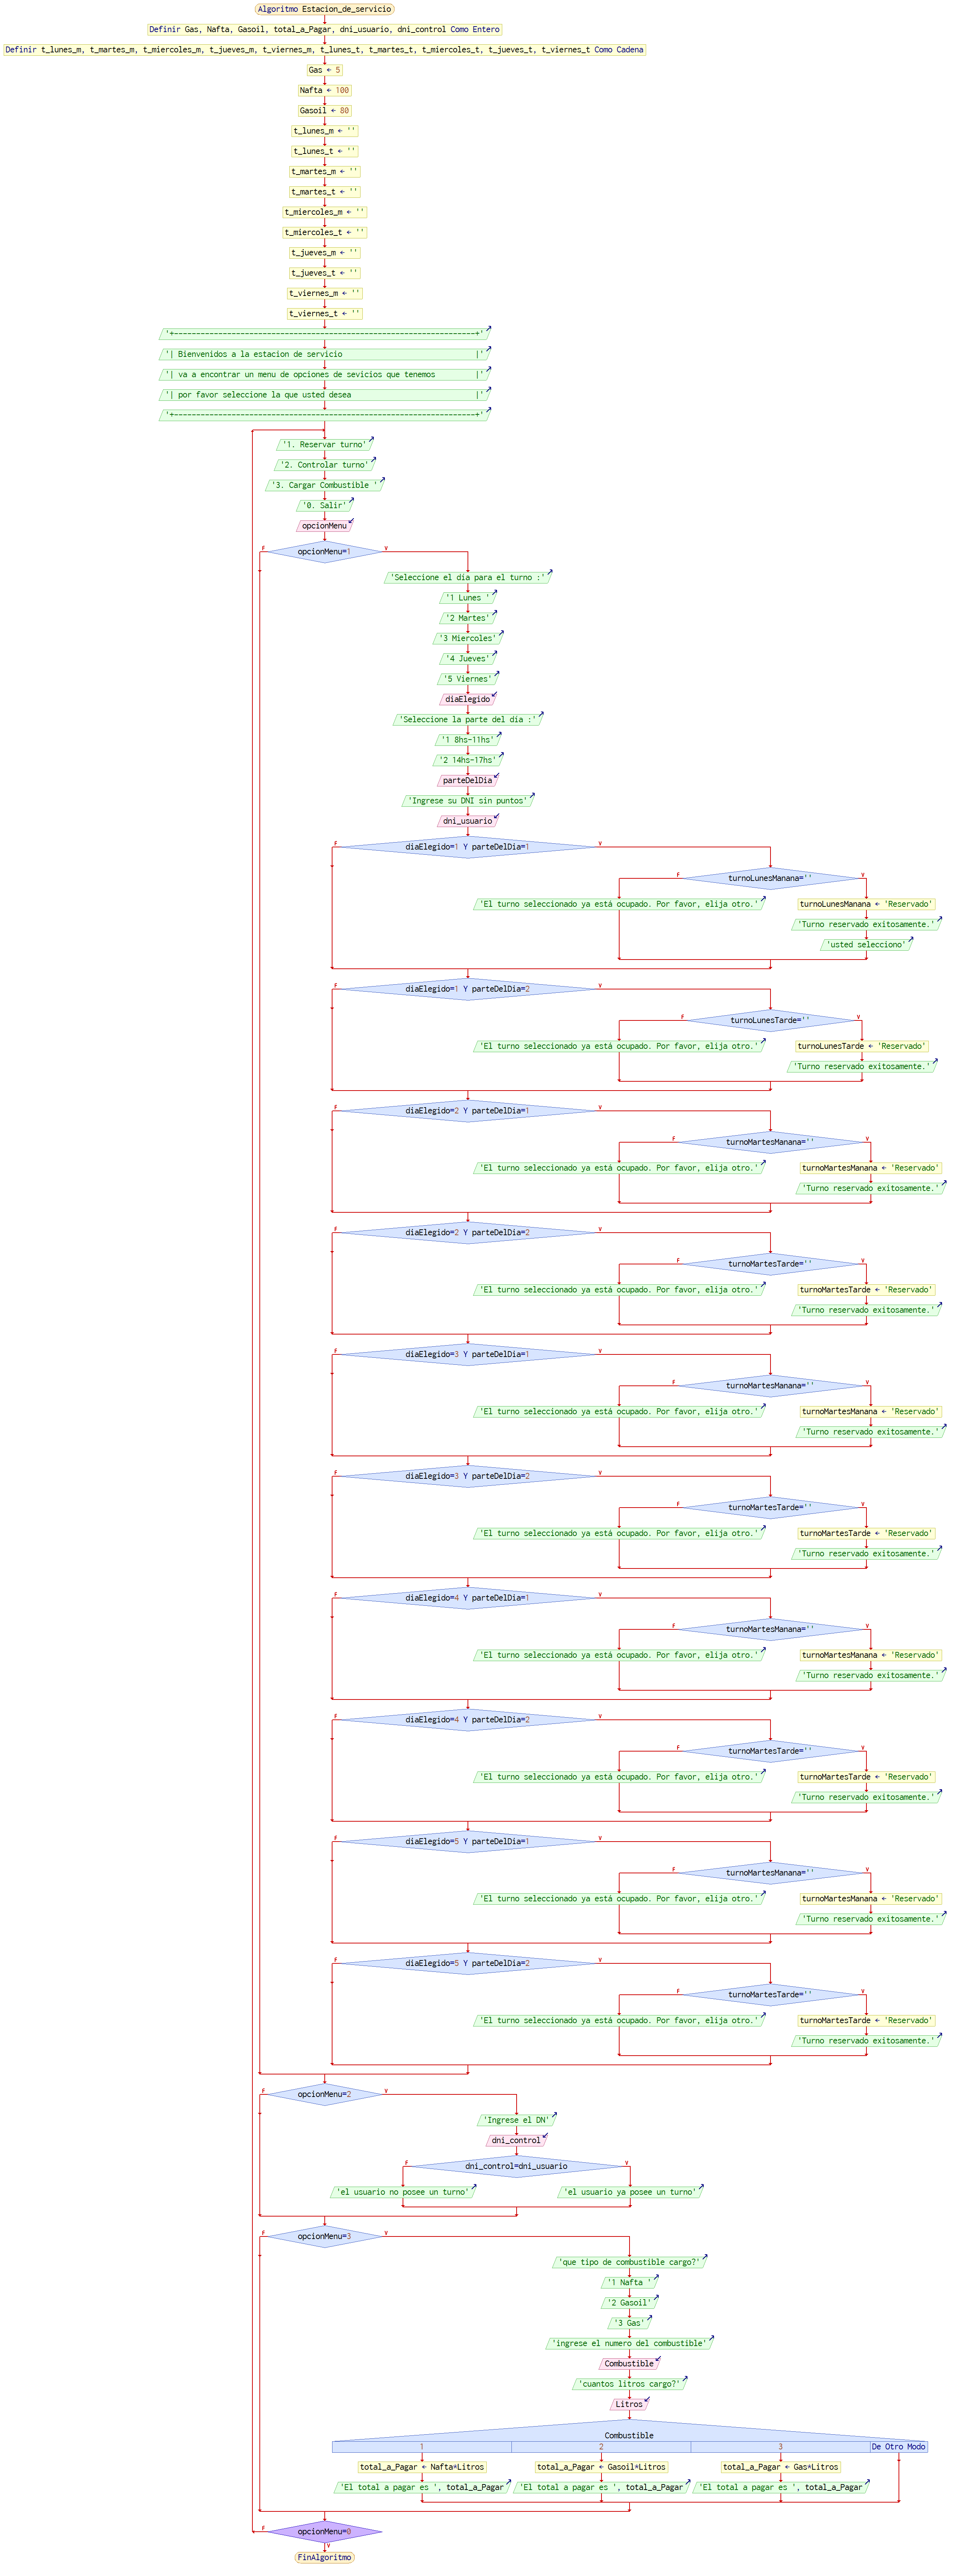 Algoritmo Estacion_de_servicio
Definir Gas, Nafta, Gasoil, total_a_Pagar, dni_usuario, dni_control Como Entero
Definir t_lunes_m, t_martes_m, t_miercoles_m, t_jueves_m, t_viernes_m, t_lunes_t, t_martes_t, t_miercoles_t, t_jueves_t, t_viernes_t Como Cadena
Gas ← 5
Nafta ← 100
Gasoil ← 80
t_lunes_m ← ''
t_lunes_t ← ''
t_martes_m ← ''
t_martes_t ← ''
t_miercoles_m ← ''
t_miercoles_t ← ''
t_jueves_m ← ''
t_jueves_t ← ''
t_viernes_m ← ''
t_viernes_t ← ''
'+--------------------------------------------------------------------+'
'| Bienvenidos a la estacion de servicio |'
'| va a encontrar un menu de opciones de sevicios que tenemos |'
'| por favor seleccione la que usted desea |'
'+--------------------------------------------------------------------+'
'1. Reservar turno'
'2. Controlar turno'
'3. Cargar Combustible '
'0. Salir'
opcionMenu
F opcionMenu=1 V
'Seleccione el día para el turno :'
'1 Lunes '
'2 Martes'
'3 Miercoles'
'4 Jueves'
'5 Viernes'
diaElegido
'Seleccione la parte del dia :'
'1 8hs-11hs'
'2 14hs-17hs'
parteDelDia
'Ingrese su DNI sin puntos'
dni_usuario
F diaElegido=1 Y parteDelDia=1 V
F turnoLunesManana='' V
'El turno seleccionado ya está ocupado. Por favor, elija otro.' turnoLunesManana ← 'Reservado'
'Turno reservado exitosamente.'
'usted selecciono'
F diaElegido=1 Y parteDelDia=2 V
F turnoLunesTarde='' V
'El turno seleccionado ya está ocupado. Por favor, elija otro.' turnoLunesTarde ← 'Reservado'
'Turno reservado exitosamente.'
F diaElegido=2 Y parteDelDia=1 V
F turnoMartesManana='' V
'El turno seleccionado ya está ocupado. Por favor, elija otro.' turnoMartesManana ← 'Reservado'
'Turno reservado exitosamente.'
F diaElegido=2 Y parteDelDia=2 V
F turnoMartesTarde='' V
'El turno seleccionado ya está ocupado. Por favor, elija otro.' turnoMartesTarde ← 'Reservado'
'Turno reservado exitosamente.'
F diaElegido=3 Y parteDelDia=1 V
F turnoMartesManana='' V
'El turno seleccionado ya está ocupado. Por favor, elija otro.' turnoMartesManana ← 'Reservado'
'Turno reservado exitosamente.'
F diaElegido=3 Y parteDelDia=2 V
F turnoMartesTarde='' V
'El turno seleccionado ya está ocupado. Por favor, elija otro.' turnoMartesTarde ← 'Reservado'
'Turno reservado exitosamente.'
F diaElegido=4 Y parteDelDia=1 V
F turnoMartesManana='' V
'El turno seleccionado ya está ocupado. Por favor, elija otro.' turnoMartesManana ← 'Reservado'
'Turno reservado exitosamente.'
F diaElegido=4 Y parteDelDia=2 V
F turnoMartesTarde='' V
'El turno seleccionado ya está ocupado. Por favor, elija otro.' turnoMartesTarde ← 'Reservado'
'Turno reservado exitosamente.'
F diaElegido=5 Y parteDelDia=1 V
F turnoMartesManana='' V
'El turno seleccionado ya está ocupado. Por favor, elija otro.' turnoMartesManana ← 'Reservado'
'Turno reservado exitosamente.'
F diaElegido=5 Y parteDelDia=2 V
F turnoMartesTarde='' V
'El turno seleccionado ya está ocupado. Por favor, elija otro.' turnoMartesTarde ← 'Reservado'
'Turno reservado exitosamente.'
F opcionMenu=2 V
'Ingrese el DN'
dni_control
F dni_control=dni_usuario V
'el usuario no posee un turno' 'el usuario ya posee un turno'
F opcionMenu=3 V
'que tipo de combustible cargo?'
'1 Nafta '
'2 Gasoil'
'3 Gas'
'ingrese el numero del combustible'
Combustible
'cuantos litros cargo?'
Litros
Combustible
1 2 3 De Otro Modo
total_a_Pagar ← Nafta*Litros total_a_Pagar ← Gasoil*Litros total_a_Pagar ← Gas*Litros
'El total a pagar es ', total_a_Pagar 'El total a pagar es ', total_a_Pagar 'El total a pagar es ', total_a_Pagar
F opcionMenu=0
V
FinAlgoritmo